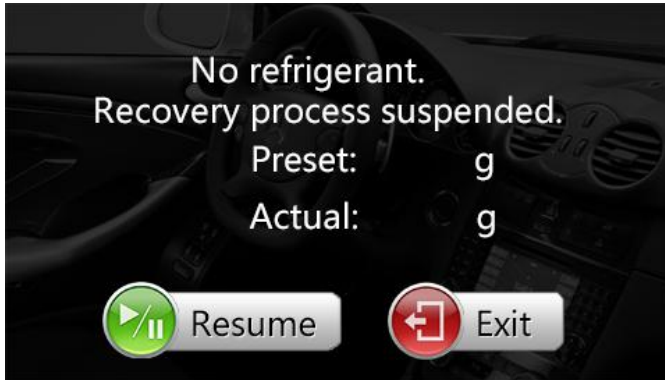 No refrigerant.
Recovery process suspended.
Preset: g
Actual: g
Resume Exit